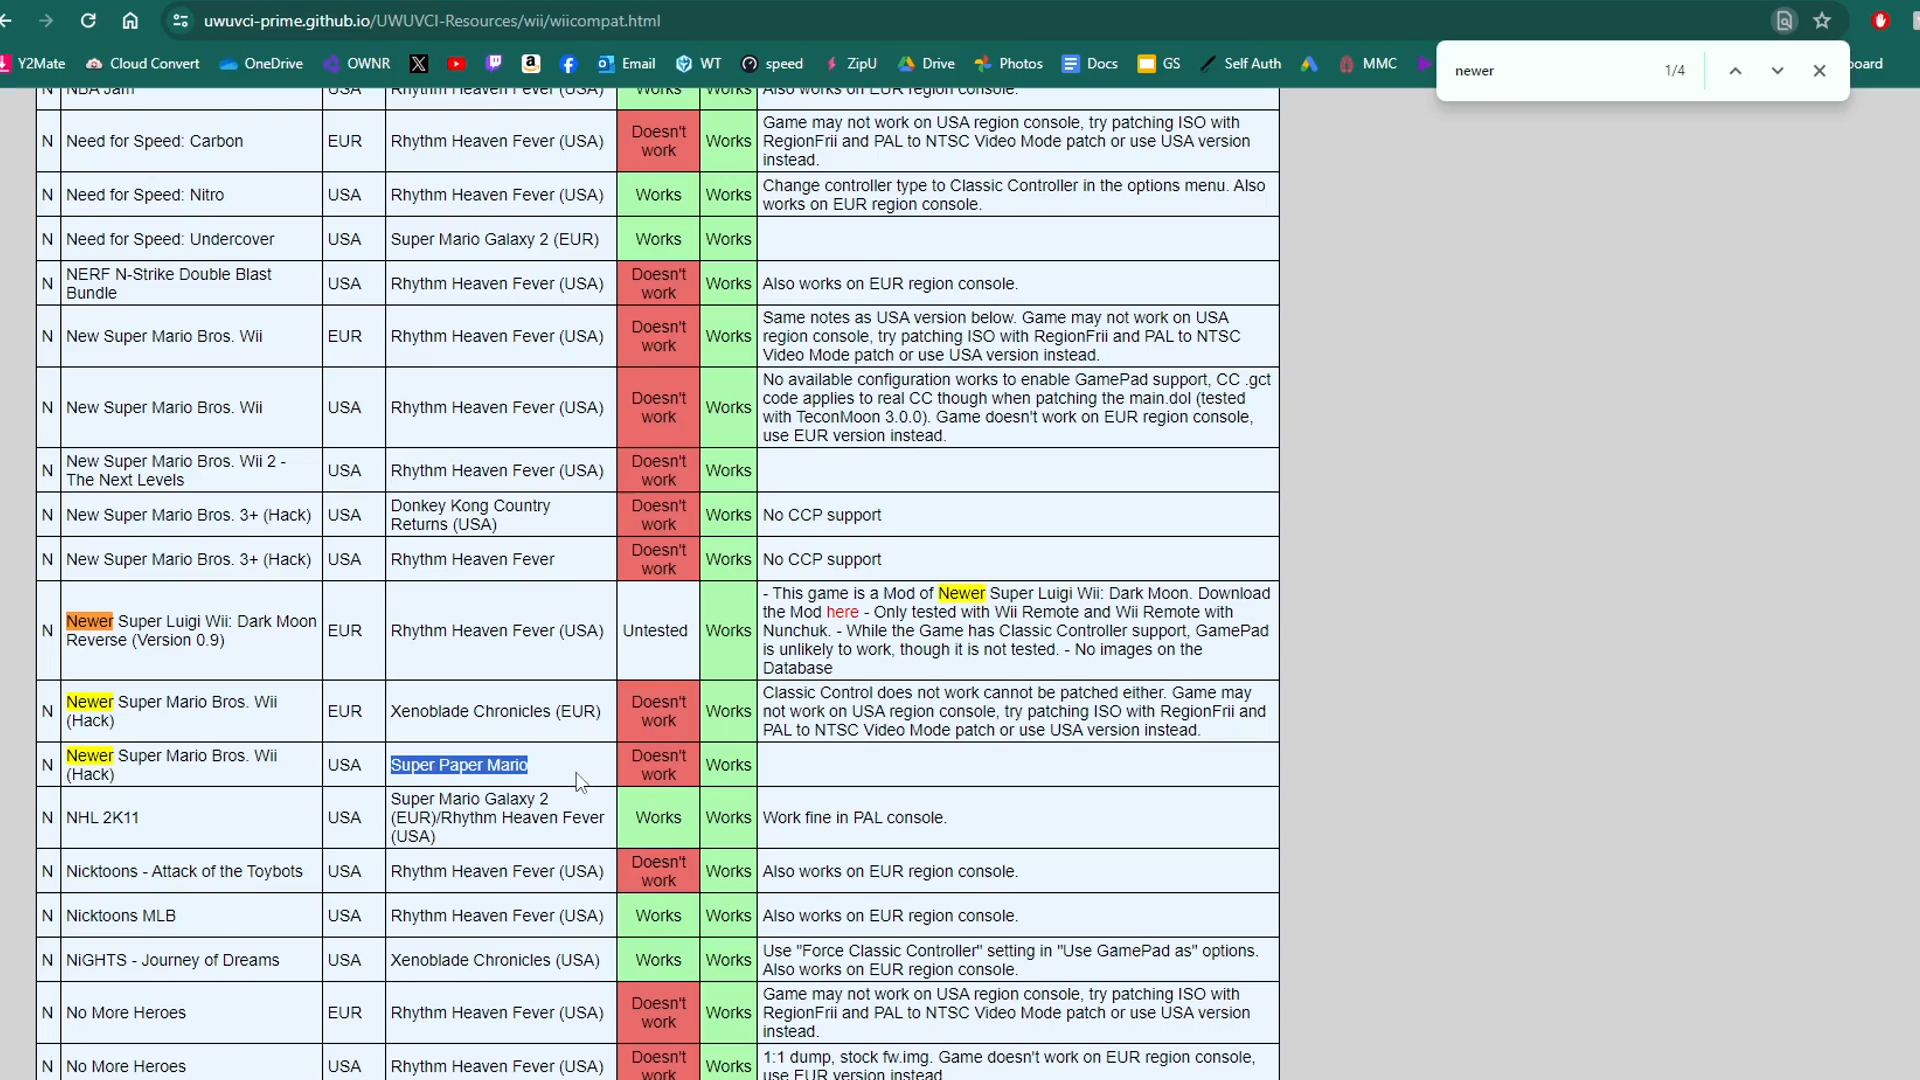 uwuvci-prime.github.io/UWUVCI-Resources/wii/wiicompat.html
Y2Mate Cloud Convert OneDrive OWNR Email WT speed ZipU Drive Photos Docs GS Self Auth MMC board
newer 1/4
N NBA Jam USA Rhythm Heaven Fever (USA) Works Works Also works on EUR region console.
N Need for Speed: Carbon EUR Rhythm Heaven Fever (USA) Doesn't work Works Game may not work on USA region console, try patching ISO with
RegionFrii and PAL to NTSC Video Mode patch or use USA version
instead.
N Need for Speed: Nitro USA Rhythm Heaven Fever (USA) Works Works Change controller type to Classic Controller in the options menu. Also
works on EUR region console.
N Need for Speed: Undercover USA Super Mario Galaxy 2 (EUR) Works Works
N NERF N-Strike Double Blast
Bundle USA Rhythm Heaven Fever (USA) Doesn't work Works Also works on EUR region console.
N New Super Mario Bros. Wii EUR Rhythm Heaven Fever (USA) Doesn't work Works Same notes as USA version below. Game may not work on USA
region console, try patching ISO with RegionFrii and PAL to NTSC
Video Mode patch or use USA version instead.
N New Super Mario Bros. Wii USA Rhythm Heaven Fever (USA) Doesn't work Works No available configuration works to enable GamePad support, CC .gct
code applies to real CC though when patching the main.dol (tested
with TeconMoon 3.0.0). Game doesn't work on EUR region console,
use EUR version instead.
N New Super Mario Bros. Wii 2 -
The Next Levels USA Rhythm Heaven Fever (USA) Doesn't work Works
N New Super Mario Bros. 3+ (Hack) USA Donkey Kong Country
Returns (USA) Doesn't work Works No CCP support
N New Super Mario Bros. 3+ (Hack) USA Rhythm Heaven Fever Doesn't work Works No CCP support
N Newer Super Luigi Wii: Dark Moon
Reverse (Version 0.9) EUR Rhythm Heaven Fever (USA) Untested Works - This game is a Mod of Newer Super Luigi Wii: Dark Moon. Download
the Mod here - Only tested with Wii Remote and Wii Remote with
Nunchuk. - While the Game has Classic Controller support, GamePad
is unlikely to work, though it is not tested. - No images on the
Database
N Newer Super Mario Bros. Wii
(Hack) EUR Xenoblade Chronicles (EUR) Doesn't work Works Classic Control does not work cannot be patched either. Game may
not work on USA region console, try patching ISO with RegionFrii and
PAL to NTSC Video Mode patch or use USA version instead.
N Newer Super Mario Bros. Wii
(Hack) USA Super Paper Mario Doesn't work Works
N NHL 2K11 USA Super Mario Galaxy 2
(EUR)/Rhythm Heaven Fever
(USA) Works Works Work fine in PAL console.
N Nicktoons - Attack of the Toybots USA Rhythm Heaven Fever (USA) Doesn't work Works Also works on EUR region console.
N Nicktoons MLB USA Rhythm Heaven Fever (USA) Works Works Also works on EUR region console.
N NiGHTS - Journey of Dreams USA Xenoblade Chronicles (USA) Works Works Use "Force Classic Controller" setting in "Use GamePad as" options.
Also works on EUR region console.
N No More Heroes EUR Rhythm Heaven Fever (USA) Doesn't work Works Game may not work on USA region console, try patching ISO with
RegionFrii and PAL to NTSC Video Mode patch or use USA version
instead.
N No More Heroes USA Rhythm Heaven Fever (USA) Doesn't work Works 1:1 dump, stock fw.img. Game doesn't work on EUR region console,
use EUR version instead